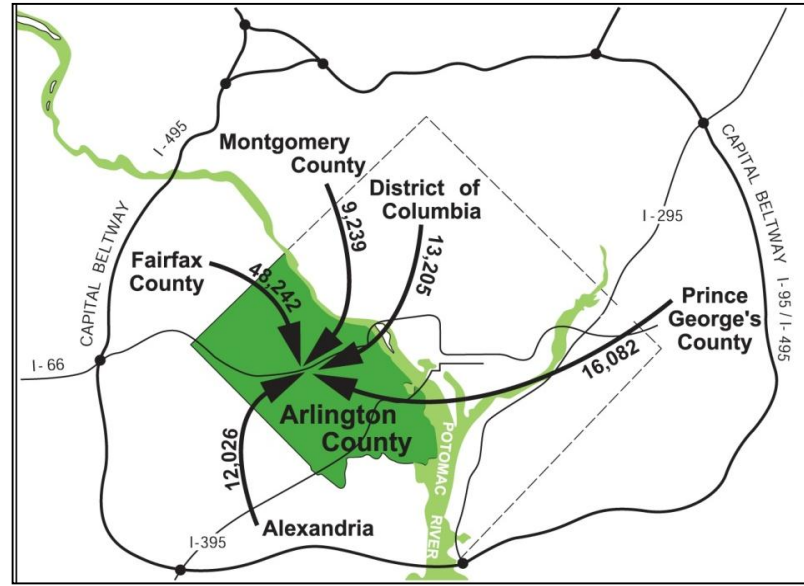 I-495
Montgomery
County
9,239
District of
Columbia
13,205
I-295
CAPITAL BELTWAY
I-95 / I-495
CAPITAL BELTWAY
Fairfax
County
48,242
Prince
George's
County
16,082
I-66
Arlington
County
12,026
POTOMAC
RIVER
Alexandria
I-395